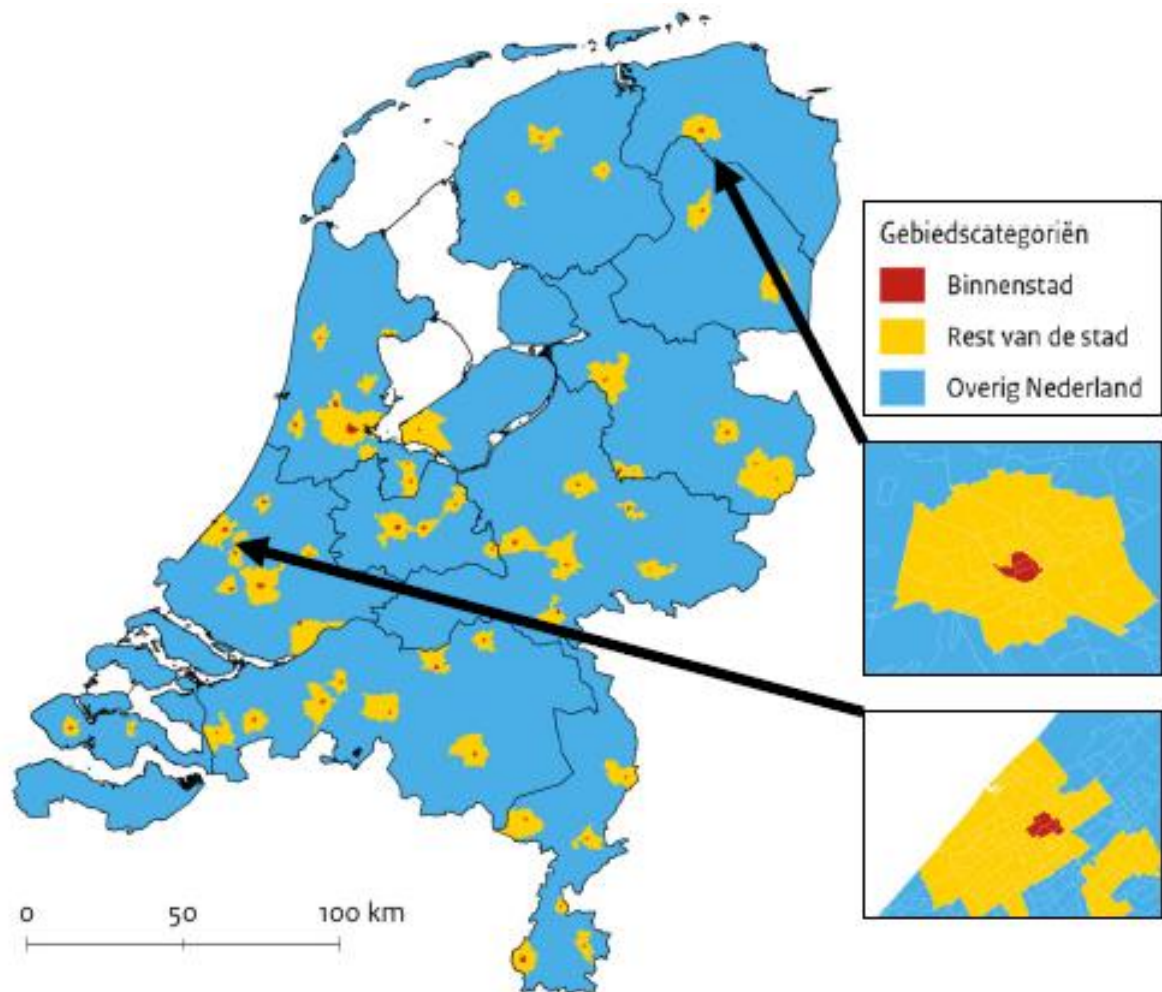 Gebiedscategoriën
Binnenstad
Rest van de stad
Overig Nederland
0 50 100 km